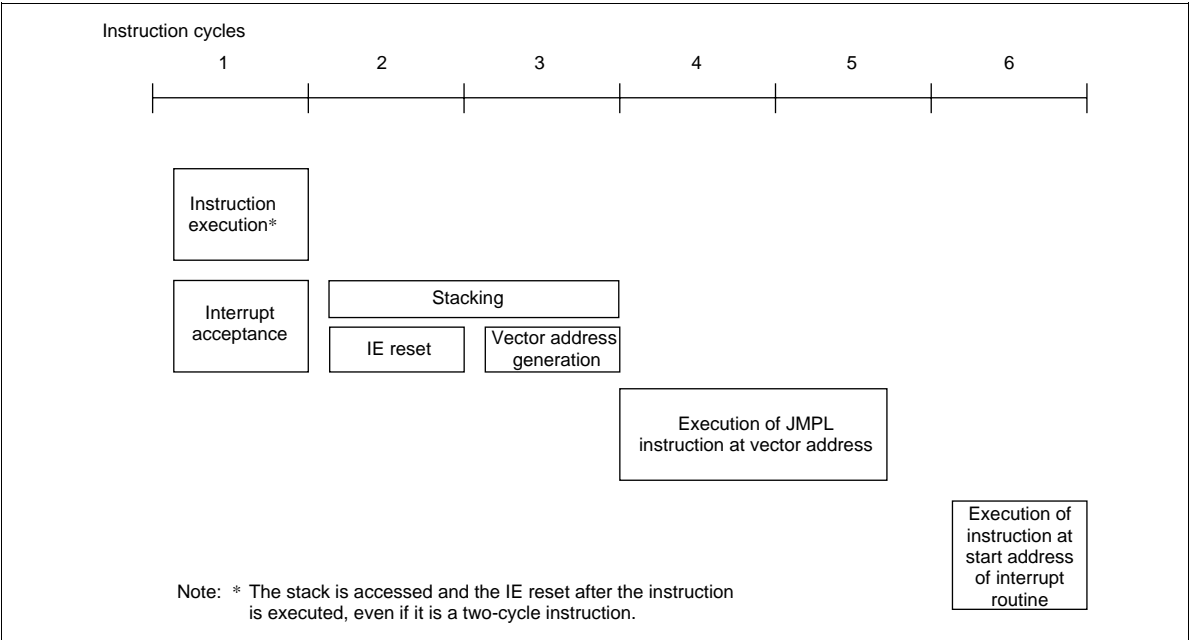 Instruction cycles
1 2 3 4 5 6
Instruction
execution*
Interrupt
acceptance
Stacking
IE reset
Vector address
generation
Execution of JMPL
instruction at vector address
Execution of
instruction at
start address
of interrupt
routine
Note: * The stack is accessed and the IE reset after the instruction
is executed, even if it is a two-cycle instruction.